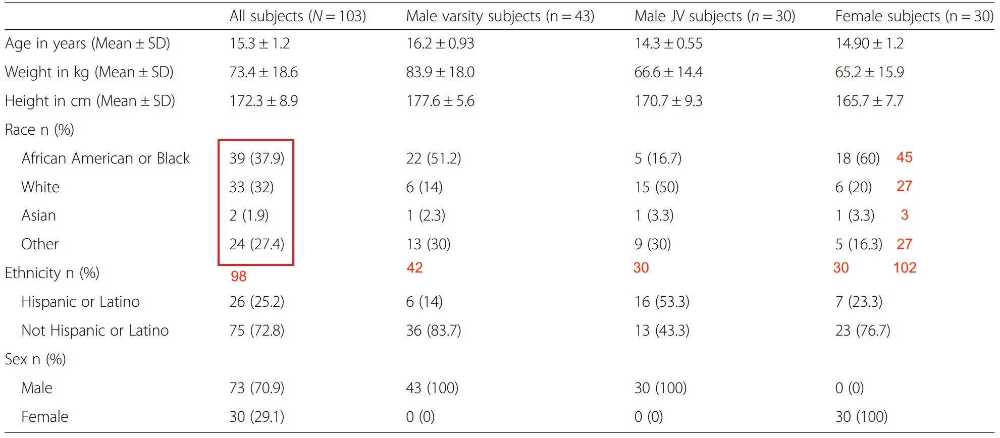 All subjects (N = 103) Male varsity subjects (n = 43) Male JV subjects (n = 30) Female subjects (n = 30)
Age in years (Mean ± SD) 15.3 ± 1.2 16.2 ± 0.93 14.3 ± 0.55 14.90 ± 1.2
Weight in kg (Mean ± SD) 73.4 ± 18.6 83.9 ± 18.0 66.6 ± 14.4 65.2 ± 15.9
Height in cm (Mean ± SD) 172.3 ± 8.9 177.6 ± 5.6 170.7 ± 9.3 165.7 ± 7.7
Race n (%)
African American or Black 39 (37.9) 22 (51.2) 5 (16.7) 18 (60) 45
White 33 (32) 6 (14) 15 (50) 6 (20) 27
Asian 2 (1.9) 1 (2.3) 1 (3.3) 1 (3.3) 3
Other 24 (27.4) 13 (30) 9 (30) 5 (16.3) 27
Ethnicity n (%) 98 42 30 30 102
Hispanic or Latino 26 (25.2) 6 (14) 16 (53.3) 7 (23.3)
Not Hispanic or Latino 75 (72.8) 36 (83.7) 13 (43.3) 23 (76.7)
Sex n (%)
Male 73 (70.9) 43 (100) 30 (100) 0 (0)
Female 30 (29.1) 0 (0) 0 (0) 30 (100)